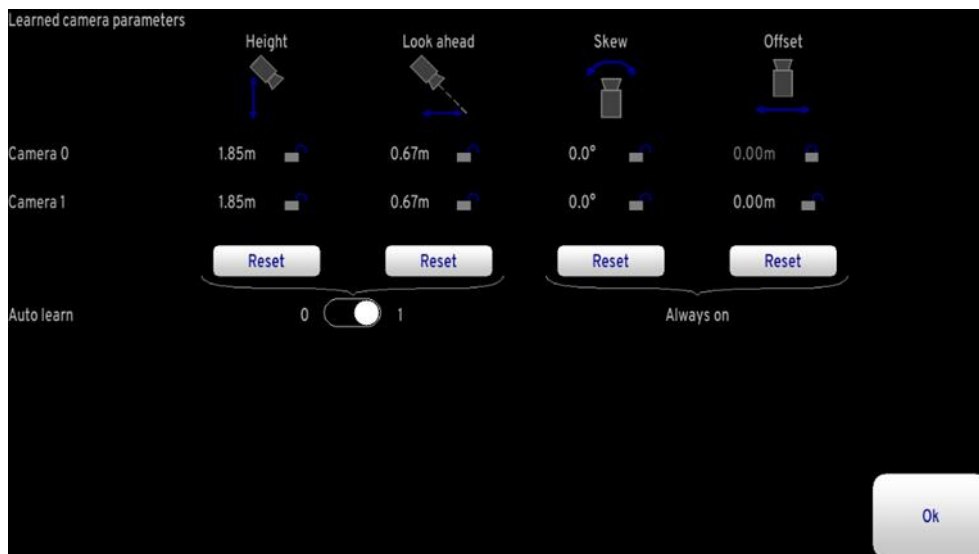 Learned camera parameters
Height Look ahead Skew Offset
Camera 0 1.85m 0.67m 0.0° 0.00m
Camera 1 1.85m 0.67m 0.0° 0.00m
Reset Reset Reset Reset
Auto learn 0 1 Always on
Ok